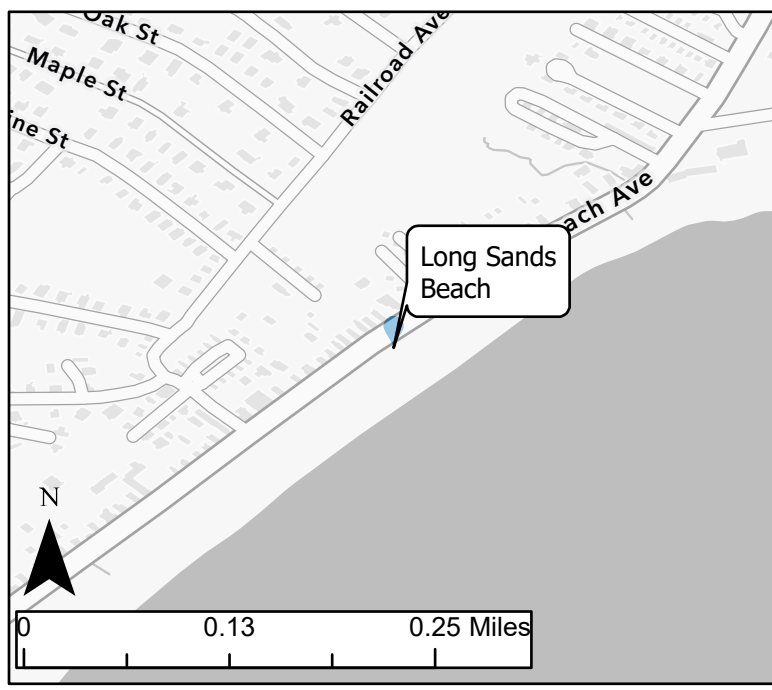 Oak St
Maple St
ine St
Railroad Ave
ach Ave
Long Sands
Beach
N
0 0.13 0.25 Miles